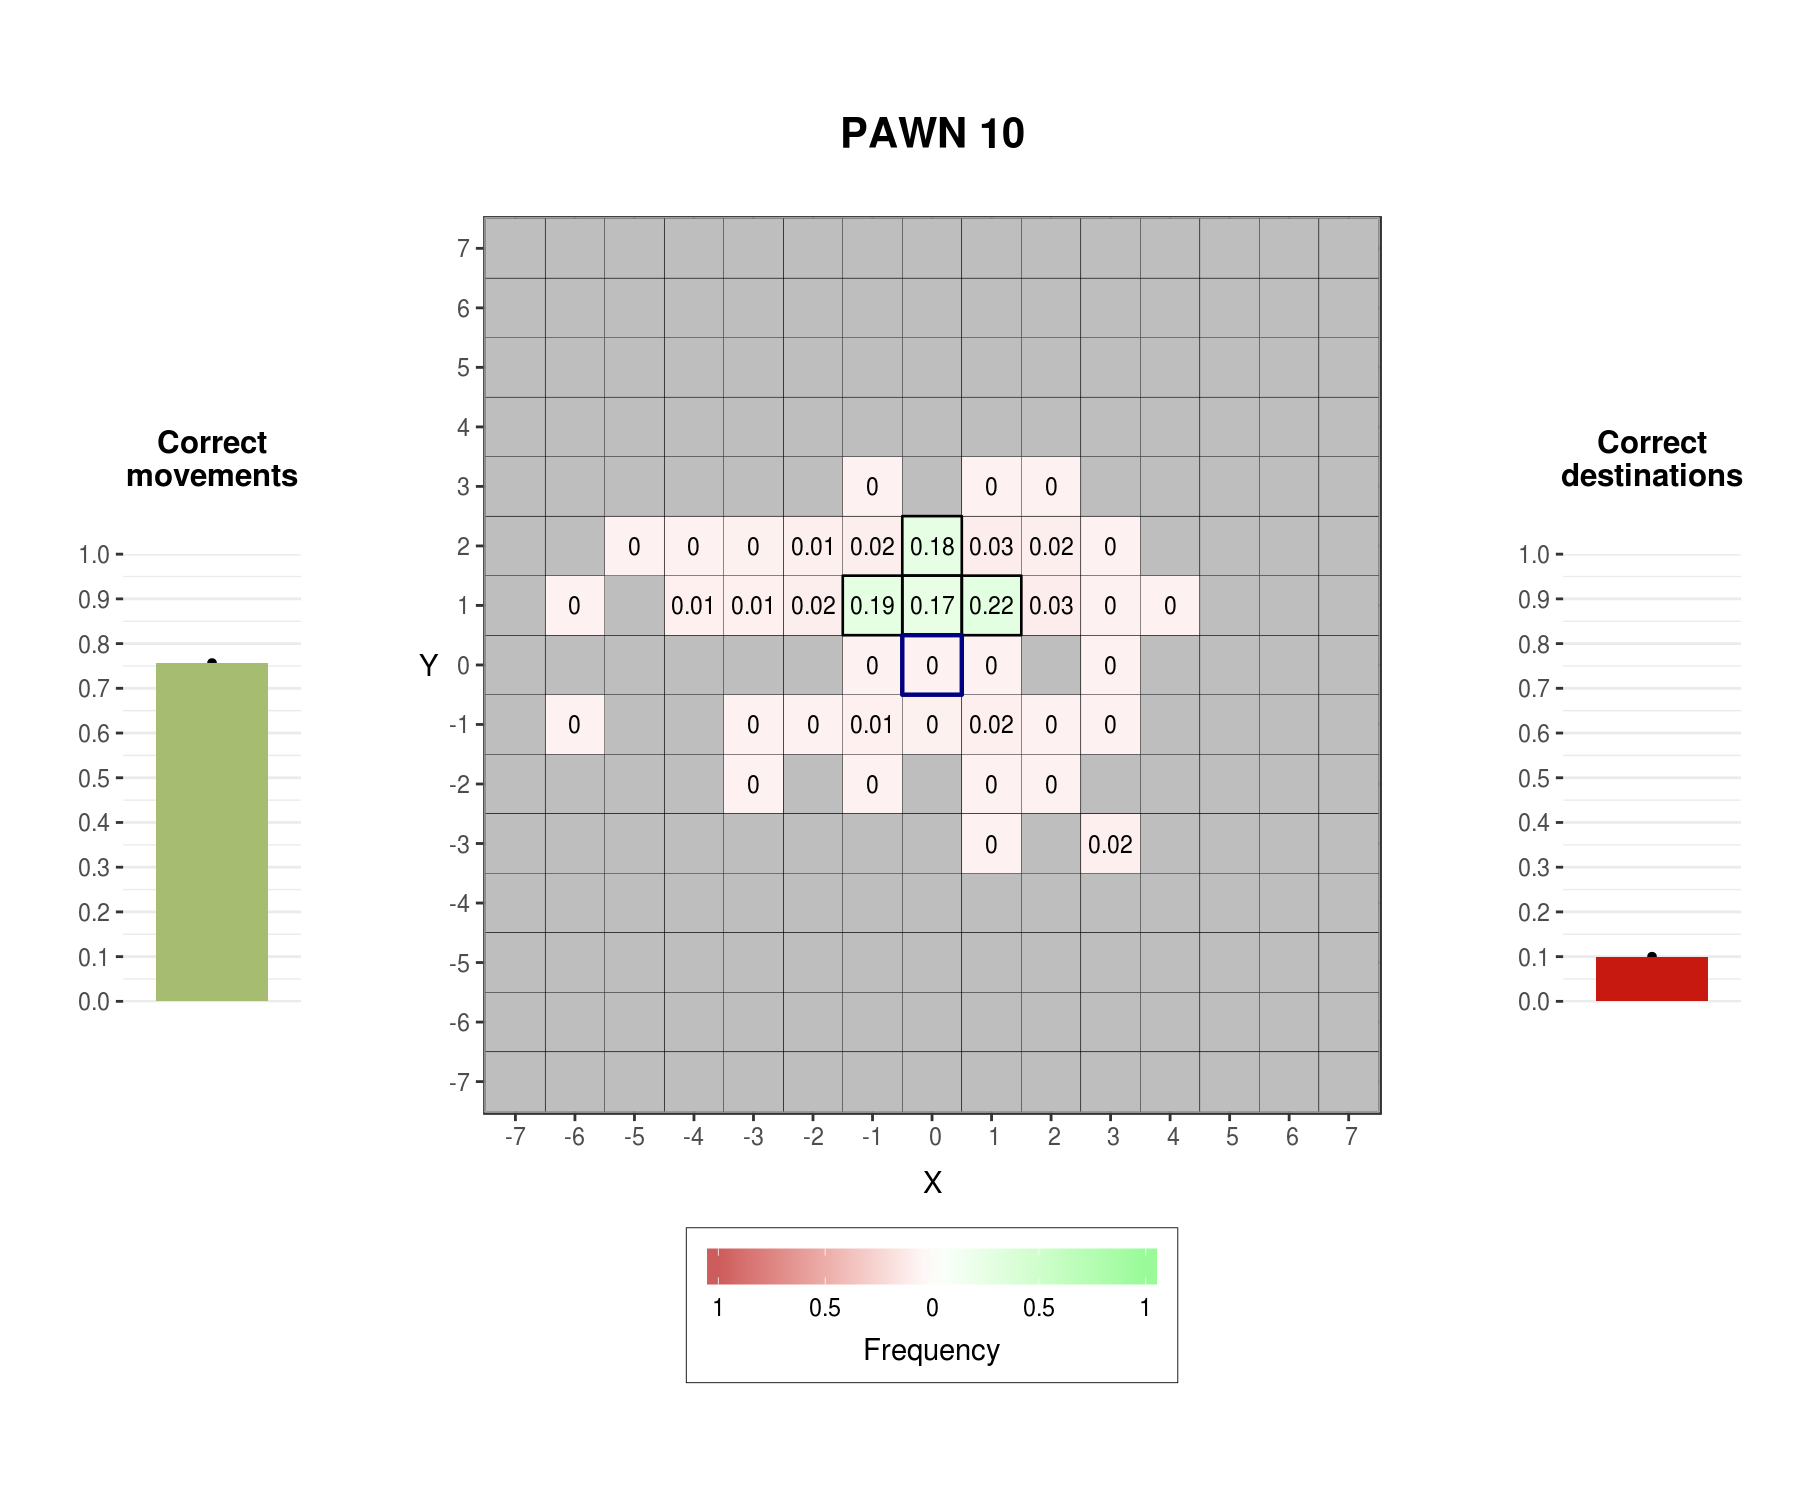 PAWN 10
Correct
movements
1.0
0.9
0.8
0.7
0.6
0.5
0.4
0.3
0.2
0.1
0.0
Y
7
6
5
4
3 0 0 0
2 0 0 0 0.01 0.02 0.18 0.03 0.02 0
1 0 0.01 0.01 0.02 0.19 0.17 0.22 0.03 0 0
0 0 0 0 0
-1 0 0 0 0.01 0 0.02 0 0
-2 0 0 0 0
-3 0 0.02
-4
-5
-6
-7
-7 -6 -5 -4 -3 -2 -1 0 1 2 3 4 5 6 7
X
1 0.5 0 0.5 1
Frequency
Correct
destinations
1.0
0.9
0.8
0.7
0.6
0.5
0.4
0.3
0.2
0.1
0.0